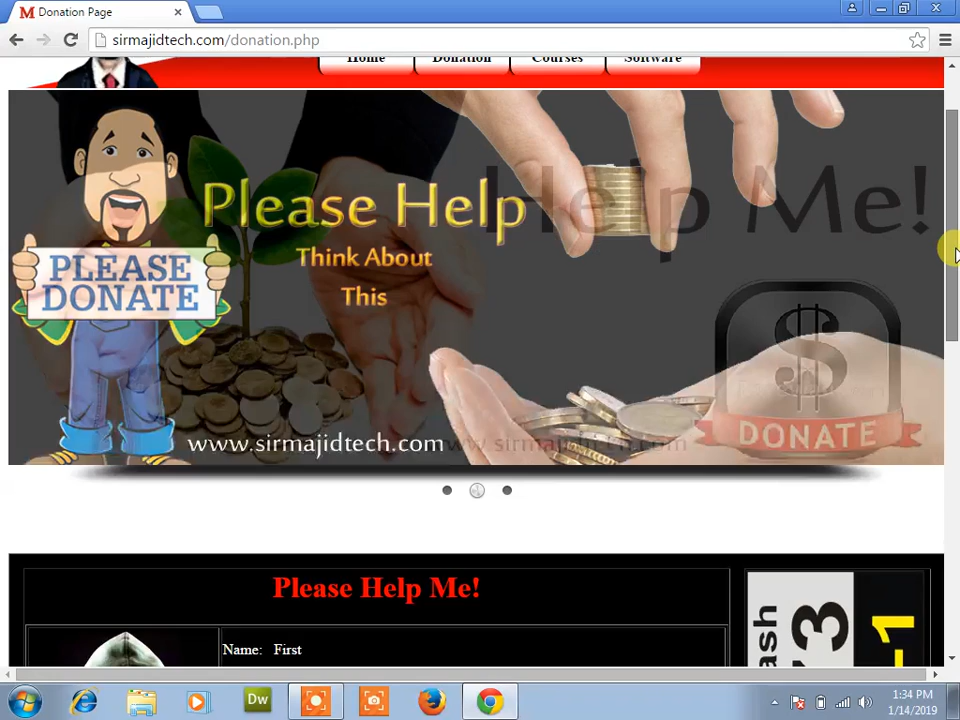 Donation Page
sirmajidtech.com/donation.php
Home Donation Courses Software
Please Help
Help Me!
Think About
This
PLEASE
DONATE
DONATE
www.sirmajidtech.com
Please Help Me!
Name: First
Dw
1:34 PM
1/14/2019